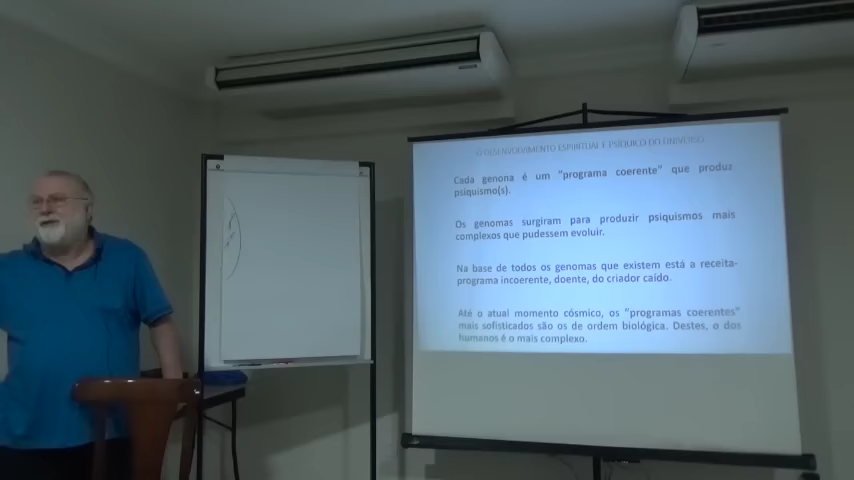 O DESENVOLVIMENTO ESPIRITUAL E PSÍQUICO DO UNIVERSO
Cada genona é um "programa coerente" que produz
psiquismo(s).
Os genomas surgiram para produzir psiquismos mais
complexos que pudessem evoluir.
Na base de todos os genomas que existem está a receita-
programa incoerente, doente, do criador caído.
Até o atual momento cósmico, os "programas coerentes"
mais sofisticados são os de ordem biológica. Destes, o dos
humanos é o mais complexo.